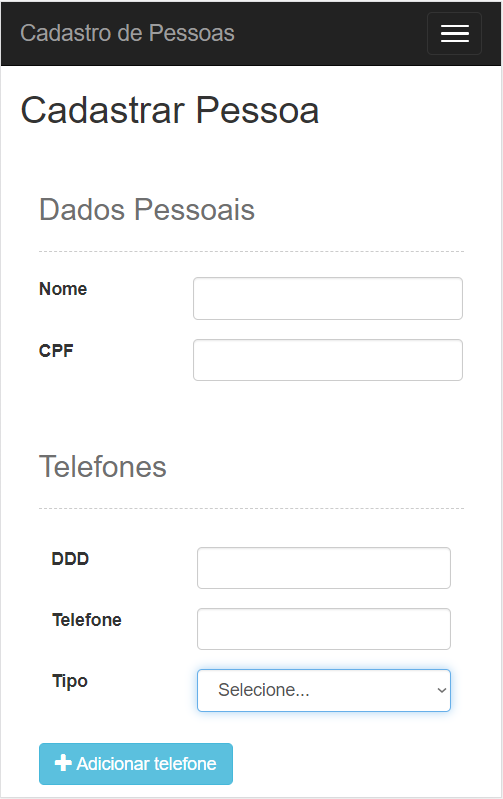 Cadastro de Pessoas
Cadastrar Pessoa
Dados Pessoais
Nome
CPF
Telefones
DDD
Telefone
Tipo
Selecione...
Adicionar telefone